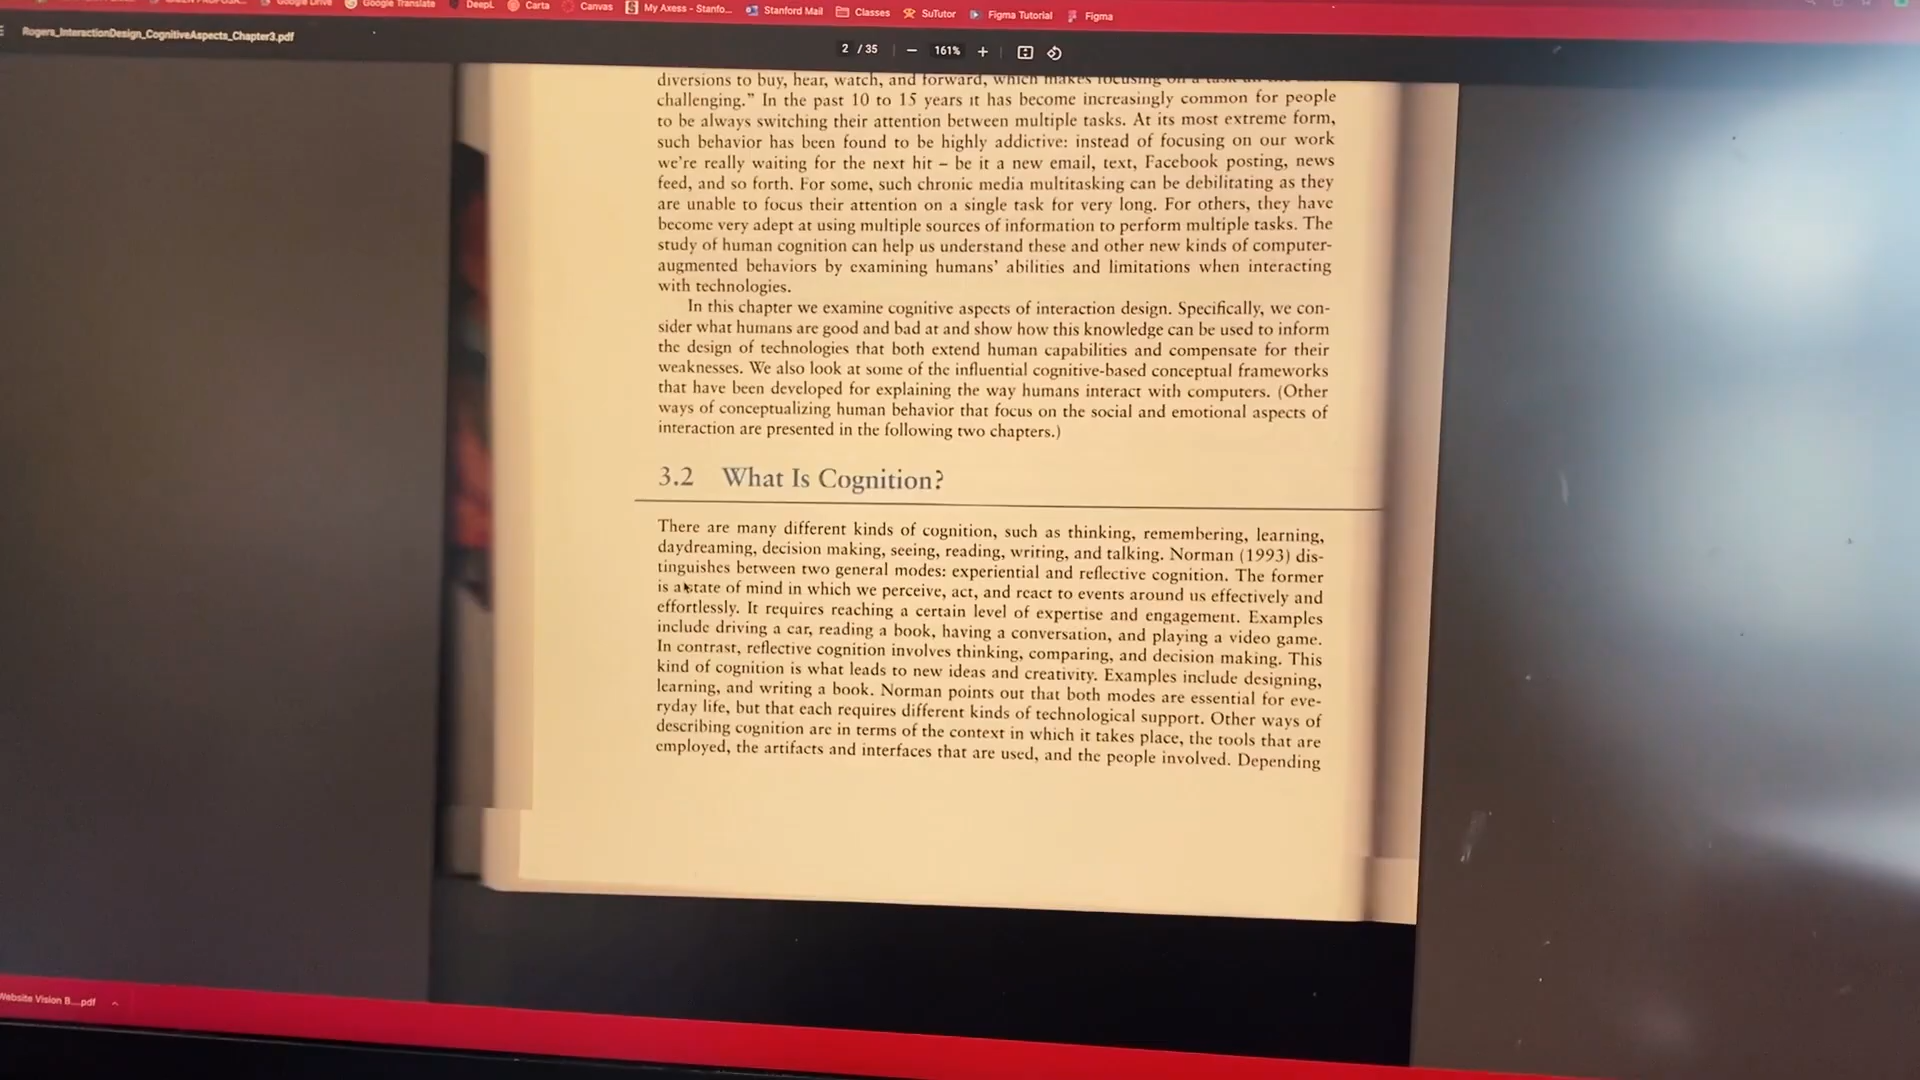 Google Drive
Google Translate
DeepL
Carta
Canvas
My Axess - Stanfo...
Stanford Mail
Classes
SuTutor
Figma Tutorial
Figma
Rogers_InteractionDesign_CognitiveAspects_Chapter3.pdf
2 / 35
161%
diversions to buy, hear, watch, and forward, which makes focusing on a task
challenging.” In the past 10 to 15 years it has become increasingly common for people
to be always switching their attention between multiple tasks. At its most extreme form,
such behavior has been found to be highly addictive: instead of focusing on our work
we’re really waiting for the next hit – be it a new email, text, Facebook posting, news
feed, and so forth. For some, such chronic media multitasking can be debilitating as they
are unable to focus their attention on a single task for very long. For others, they have
become very adept at using multiple sources of information to perform multiple tasks. The
study of human cognition can help us understand these and other new kinds of computer-
augmented behaviors by examining humans’ abilities and limitations when interacting
with technologies.
In this chapter we examine cognitive aspects of interaction design. Specifically, we con-
sider what humans are good and bad at and show how this knowledge can be used to inform
the design of technologies that both extend human capabilities and compensate for their
weaknesses. We also look at some of the influential cognitive-based conceptual frameworks
that have been developed for explaining the way humans interact with computers. (Other
ways of conceptualizing human behavior that focus on the social and emotional aspects of
interaction are presented in the following two chapters.)
3.2 What Is Cognition?
There are many different kinds of cognition, such as thinking, remembering, learning,
daydreaming, decision making, seeing, reading, writing, and talking. Norman (1993) dis-
tinguishes between two general modes: experiential and reflective cognition. The former
is a state of mind in which we perceive, act, and react to events around us effectively and
effortlessly. It requires reaching a certain level of expertise and engagement. Examples
include driving a car, reading a book, having a conversation, and playing a video game.
In contrast, reflective cognition involves thinking, comparing, and decision making. This
kind of cognition is what leads to new ideas and creativity. Examples include designing,
learning, and writing a book. Norman points out that both modes are essential for eve-
ryday life, but that each requires different kinds of technological support. Other ways of
describing cognition are in terms of the context in which it takes place, the tools that are
employed, the artifacts and interfaces that are used, and the people involved. Depending
Website Vision B....pdf